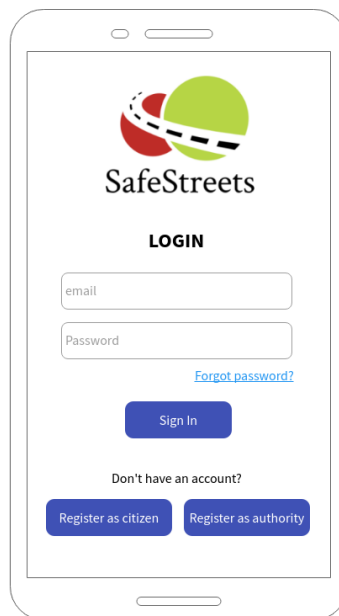 SafeStreets
LOGIN
email
Password
Forgot password?
Sign In
Don't have an account?
Register as citizen Register as authority